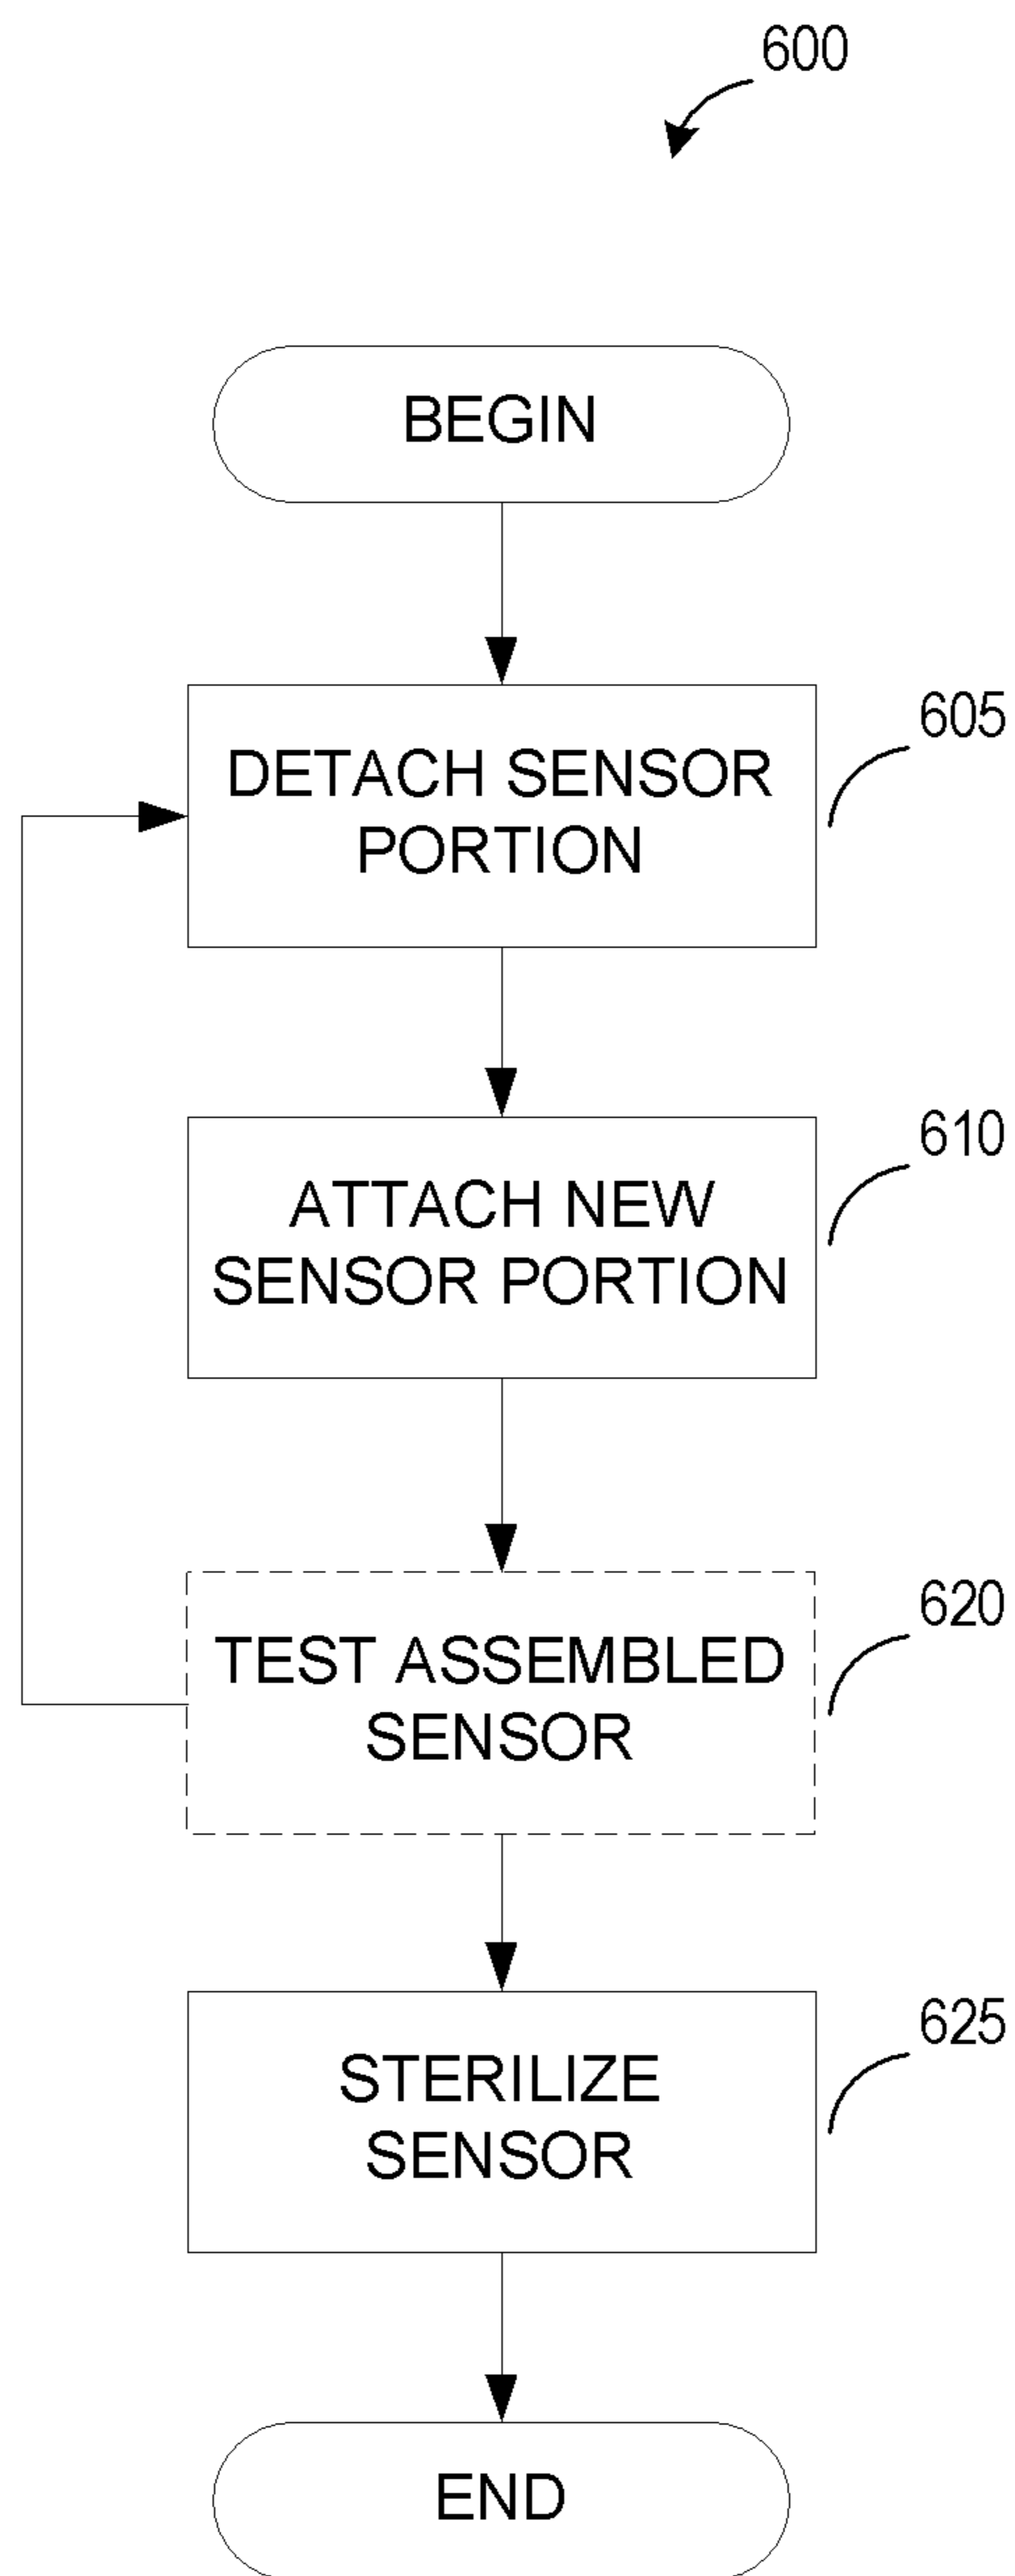 600
BEGIN
605
DETACH SENSOR
PORTION
610
ATTACH NEW
SENSOR PORTION
620
TEST ASSEMBLED
SENSOR
625
STERILIZE
SENSOR
END